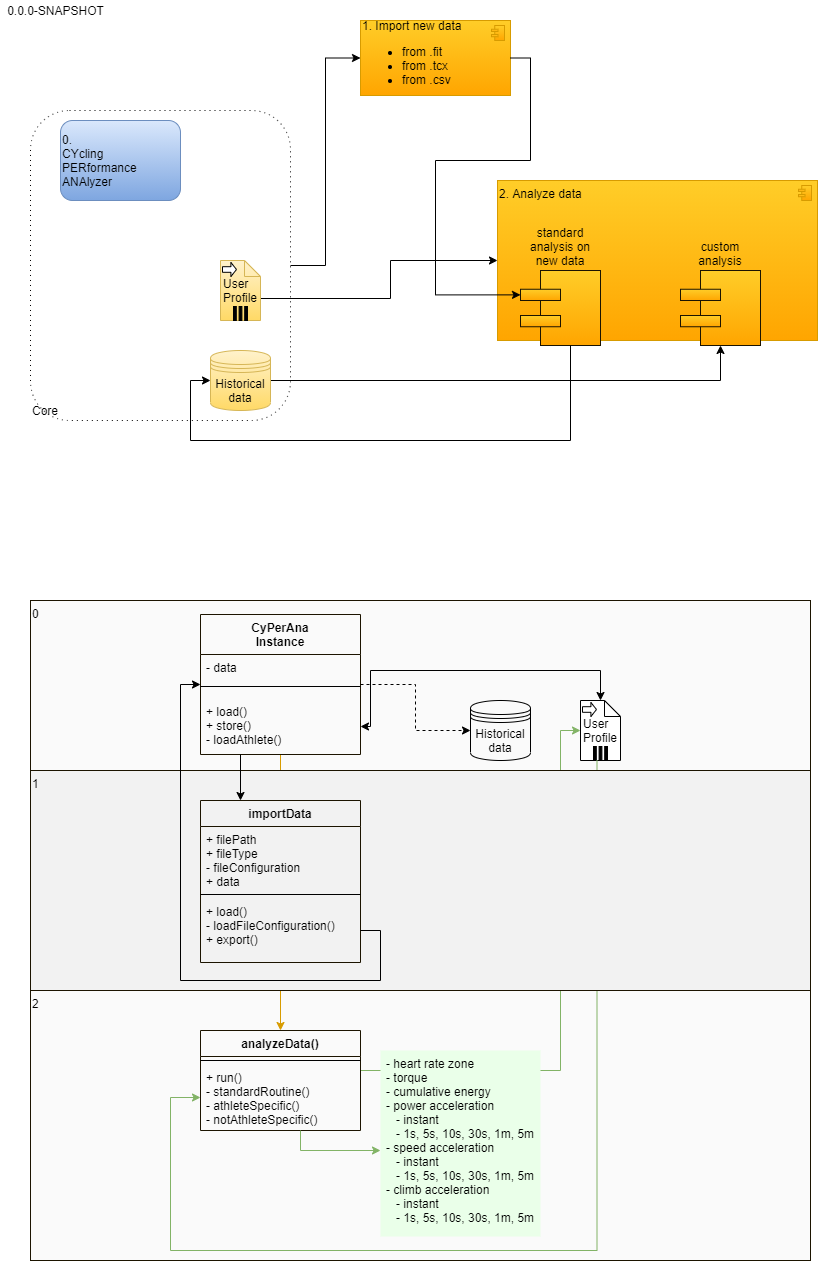 0.0.0-SNAPSHOT
1. Import new data
from .fit
from .tcx
from .csv
0.
CYcling
PERformance
ANAlyzer
2. Analyze data
standard
analysis on
new data
custom
analysis
User
Profile
Historical
data
Core
0
CyPerAna
Instance
- data
+ load()
+ store()
- loadAthlete()
Historical
data
User
Profile
1
importData
+ filePath
+ fileType
- fileConfiguration
+ data
+ load()
- loadFileConfiguration()
+ export()
2
analyzeData()
+ run()
- standardRoutine()
- athleteSpecific()
- notAthleteSpecific()
- heart rate zone
- torque
- cumulative energy
- power acceleration
- instant
- 1s, 5s, 10s, 30s, 1m, 5m
- speed acceleration
- instant
- 1s, 5s, 10s, 30s, 1m, 5m
- climb acceleration
- instant
- 1s, 5s, 10s, 30s, 1m, 5m